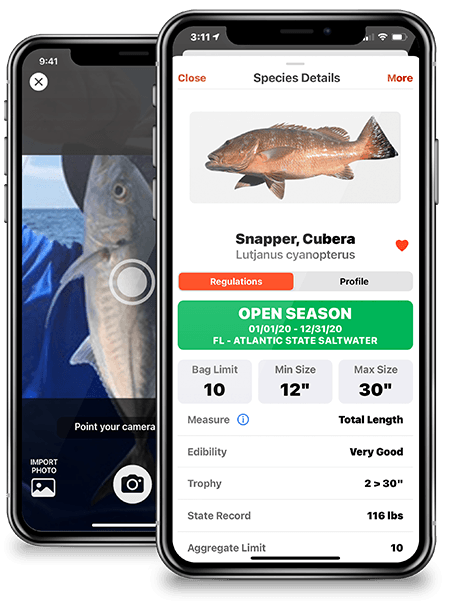 9:41
Point your camera
IMPORT
PHOTO
3:11
Close Species Details More
Snapper, Cubera
Lutjanus cyanopterus
Regulations Profile
OPEN SEASON
01/01/20 - 12/31/20
FL - ATLANTIC STATE SALTWATER
Bag Limit Min Size Max Size
10 12" 30"
Measure Total Length
Edibility Very Good
Trophy 2 > 30"
State Record 116 lbs
Aggregate Limit 10